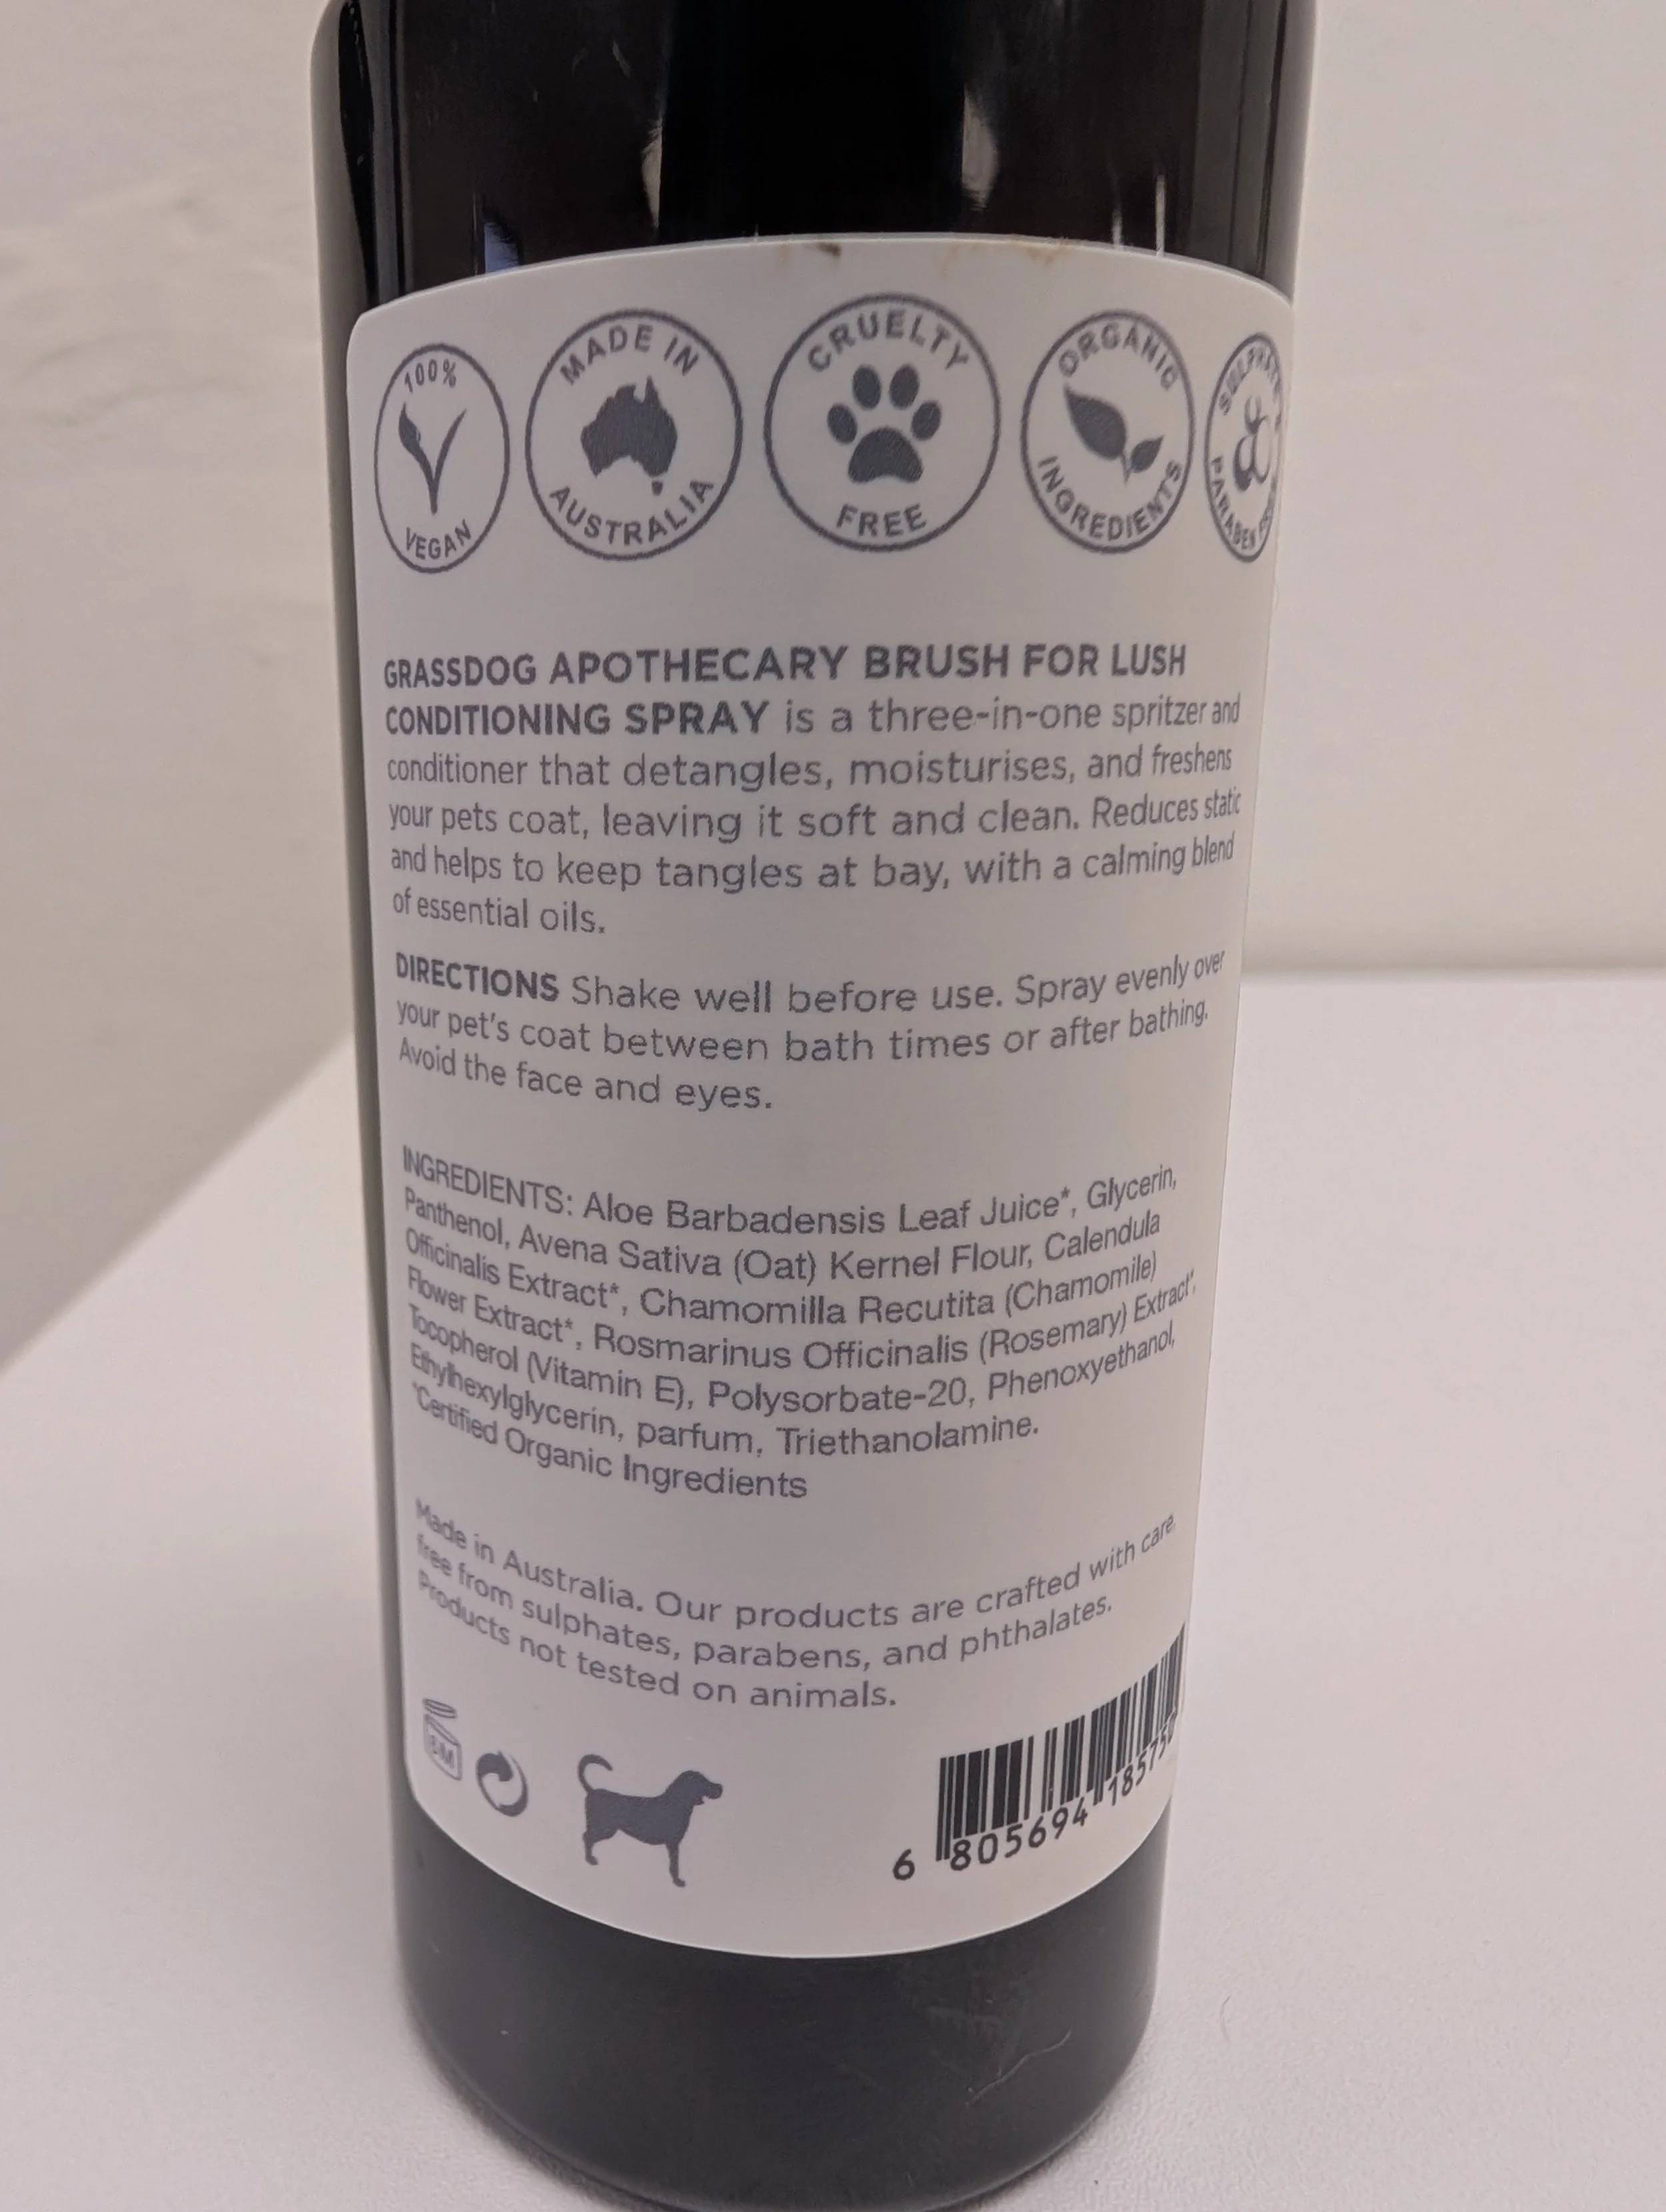 100%
VEGAN
MADE IN
AUSTRALIA
CRUELTY
FREE
ORGANIC
INGREDIENTS
SULPHATE
PARABEN
GRASSDOG APOTHECARY BRUSH FOR LUSH
CONDITIONING SPRAY is a three-in-one spritzer and
conditioner that detangles, moisturises, and freshens
your pets coat, leaving it soft and clean. Reduces static
and helps to keep tangles at bay, with a calming blend
of essential oils.
DIRECTIONS Shake well before use. Spray evenly over
your pet's coat between bath times or after bathing.
Avoid the face and eyes.
INGREDIENTS: Aloe Barbadensis Leaf Juice*, Glycerin,
Panthenol, Avena Sativa (Oat) Kernel Flour, Calendula
Officinalis Extract*, Chamomilla Recutita (Chamomile)
Flower Extract*, Rosmarinus Officinalis (Rosemary) Extract*,
Tocopherol (Vitamin E), Polysorbate-20, Phenoxyethanol,
Ethylhexylglycerin, parfum, Triethanolamine.
*Certified Organic Ingredients
Made in Australia. Our products are crafted with care
free from sulphates, parabens, and phthalates.
Products not tested on animals.
6 805694 185750